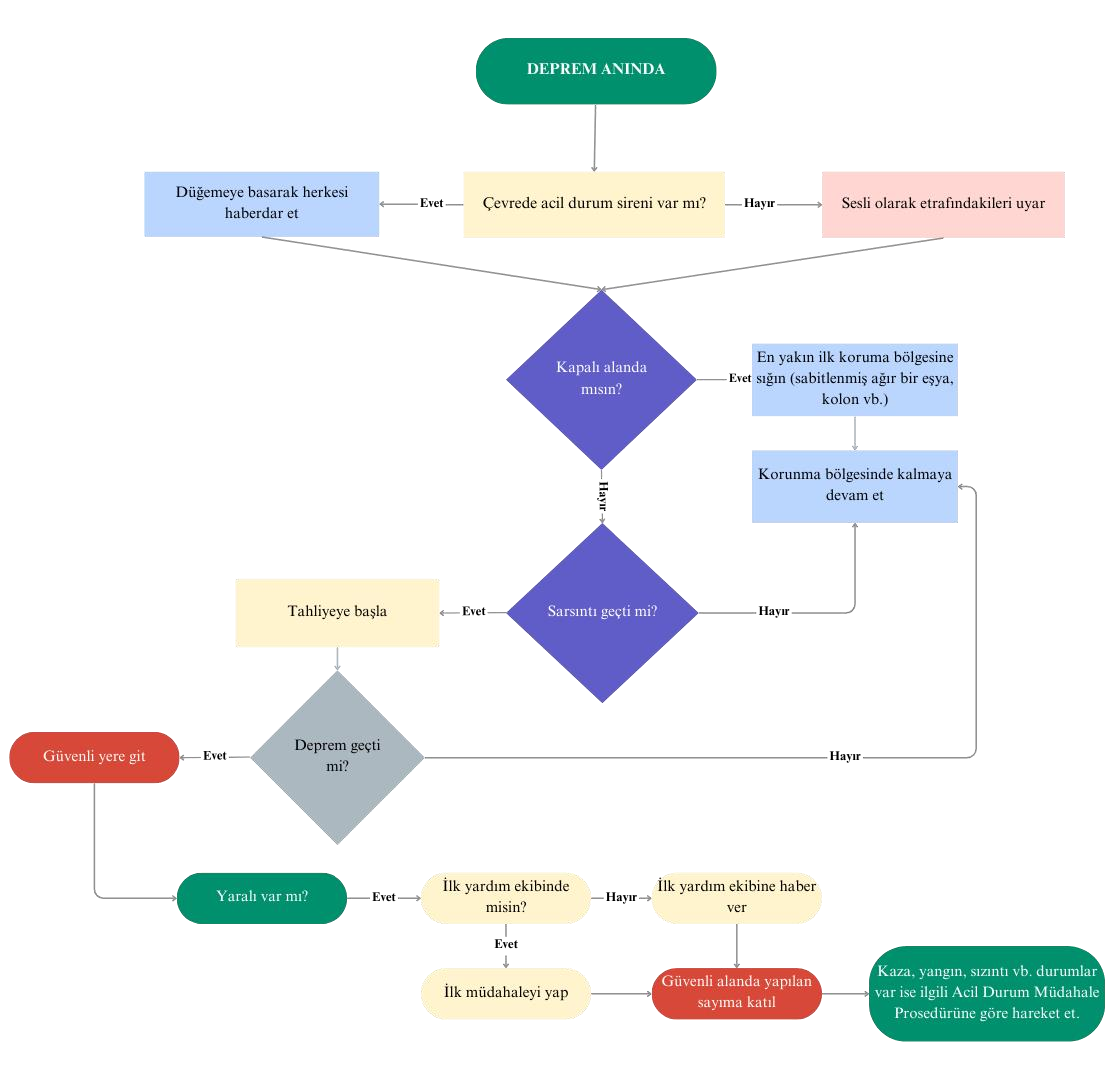 DEPREM ANINDA
Düğemeye basarak herkesi
haberdar et
Evet
Çevrede acil durum sireni var mı?
Hayır
Sesli olarak etrafındakileri uyar
Kapalı alanda
mısın?
Evet
En yakın ilk koruma bölgesine
sığın (sabitlenmiş ağır bir eşya,
kolon vb.)
Korunma bölgesinde kalmaya
devam et
Hayır
Tahliyeye başla
Evet
Sarsıntı geçti mi?
Hayır
Güvenli yere git
Evet
Deprem geçti
mi?
Hayır
Yaralı var mı?
Evet
İlk yardım ekibinde
misin?
Hayır
İlk yardım ekibine haber
ver
Evet
İlk müdahaleyi yap
Güvenli alanda yapılan
sayıma katıl
Kaza, yangın, sızıntı vb. durumlar
var ise ilgili Acil Durum Müdahale
Prosedürüne göre hareket et.